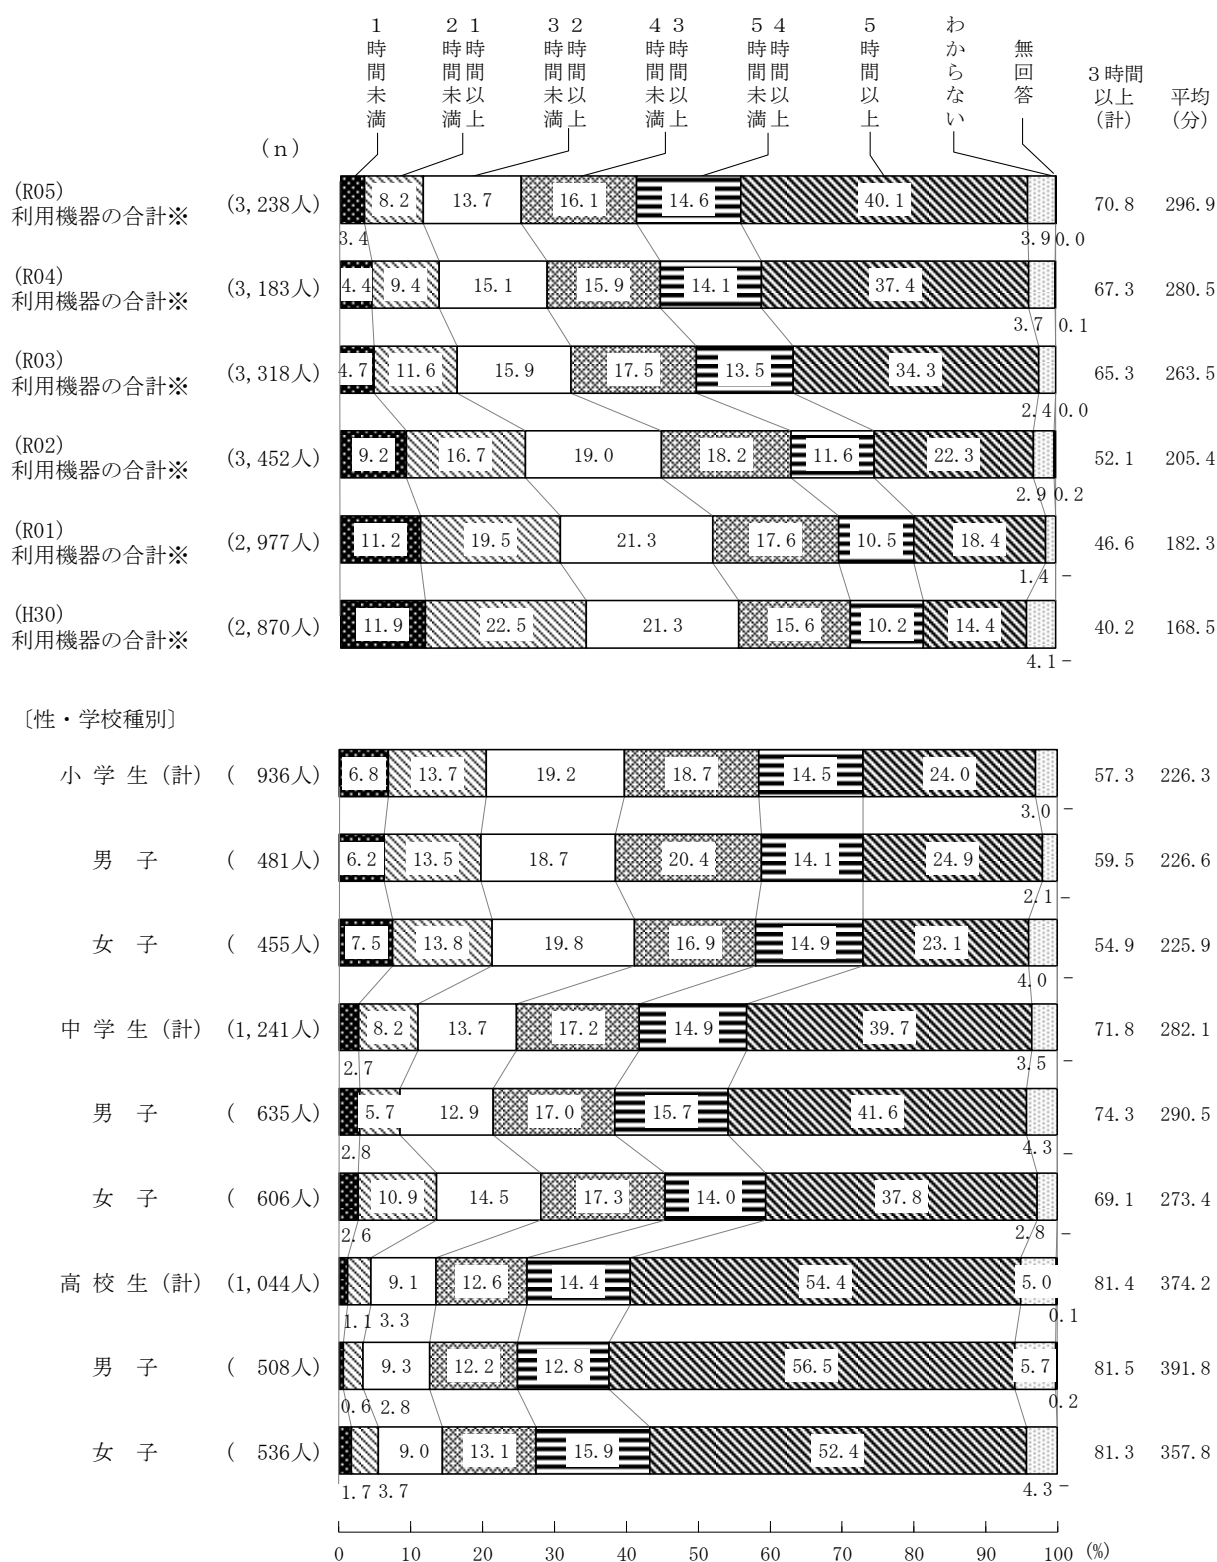 1時間未満
1時間以上
2時間未満
2時間以上
3時間未満
3時間以上
4時間未満
4時間以上
5時間未満
5時間以上
わからない
無回答
3時間
以上
(計)
平均
(分)
(n)
(R05)
利用機器の合計※ (3,238人) 8.2 13.7 16.1 14.6 40.1 70.8 296.9
3.4 3.9 0.0
(R04)
利用機器の合計※ (3,183人) 4.4 9.4 15.1 15.9 14.1 37.4 67.3 280.5
3.7 0.1
(R03)
利用機器の合計※ (3,318人) 4.7 11.6 15.9 17.5 13.5 34.3 65.3 263.5
2.4 0.0
(R02)
利用機器の合計※ (3,452人) 9.2 16.7 19.0 18.2 11.6 22.3 52.1 205.4
2.9 0.2
(R01)
利用機器の合計※ (2,977人) 11.2 19.5 21.3 17.6 10.5 18.4 46.6 182.3
1.4 -
(H30)
利用機器の合計※ (2,870人) 11.9 22.5 21.3 15.6 10.2 14.4 40.2 168.5
4.1 -
〔性・学校種別〕
小学生(計) (936人) 6.8 13.7 19.2 18.7 14.5 24.0 57.3 226.3
3.0 -
男子 (481人) 6.2 13.5 18.7 20.4 14.1 24.9 59.5 226.6
2.1 -
女子 (455人) 7.5 13.8 19.8 16.9 14.9 23.1 54.9 225.9
4.0 -
中学生(計) (1,241人) 8.2 13.7 17.2 14.9 39.7 71.8 282.1
2.7 3.5 -
男子 (635人) 5.7 12.9 17.0 15.7 41.6 74.3 290.5
2.8 4.3 -
女子 (606人) 10.9 14.5 17.3 14.0 37.8 69.1 273.4
2.6 2.8 -
高校生(計) (1,044人) 9.1 12.6 14.4 54.4 5.0 81.4 374.2
1.1 3.3 0.1
男子 (508人) 9.3 12.2 12.8 56.5 5.7 81.5 391.8
0.6 2.8 0.2
女子 (536人) 9.0 13.1 15.9 52.4 81.3 357.8
1.7 3.7 4.3 -
0 10 20 30 40 50 60 70 80 90 100 (%)